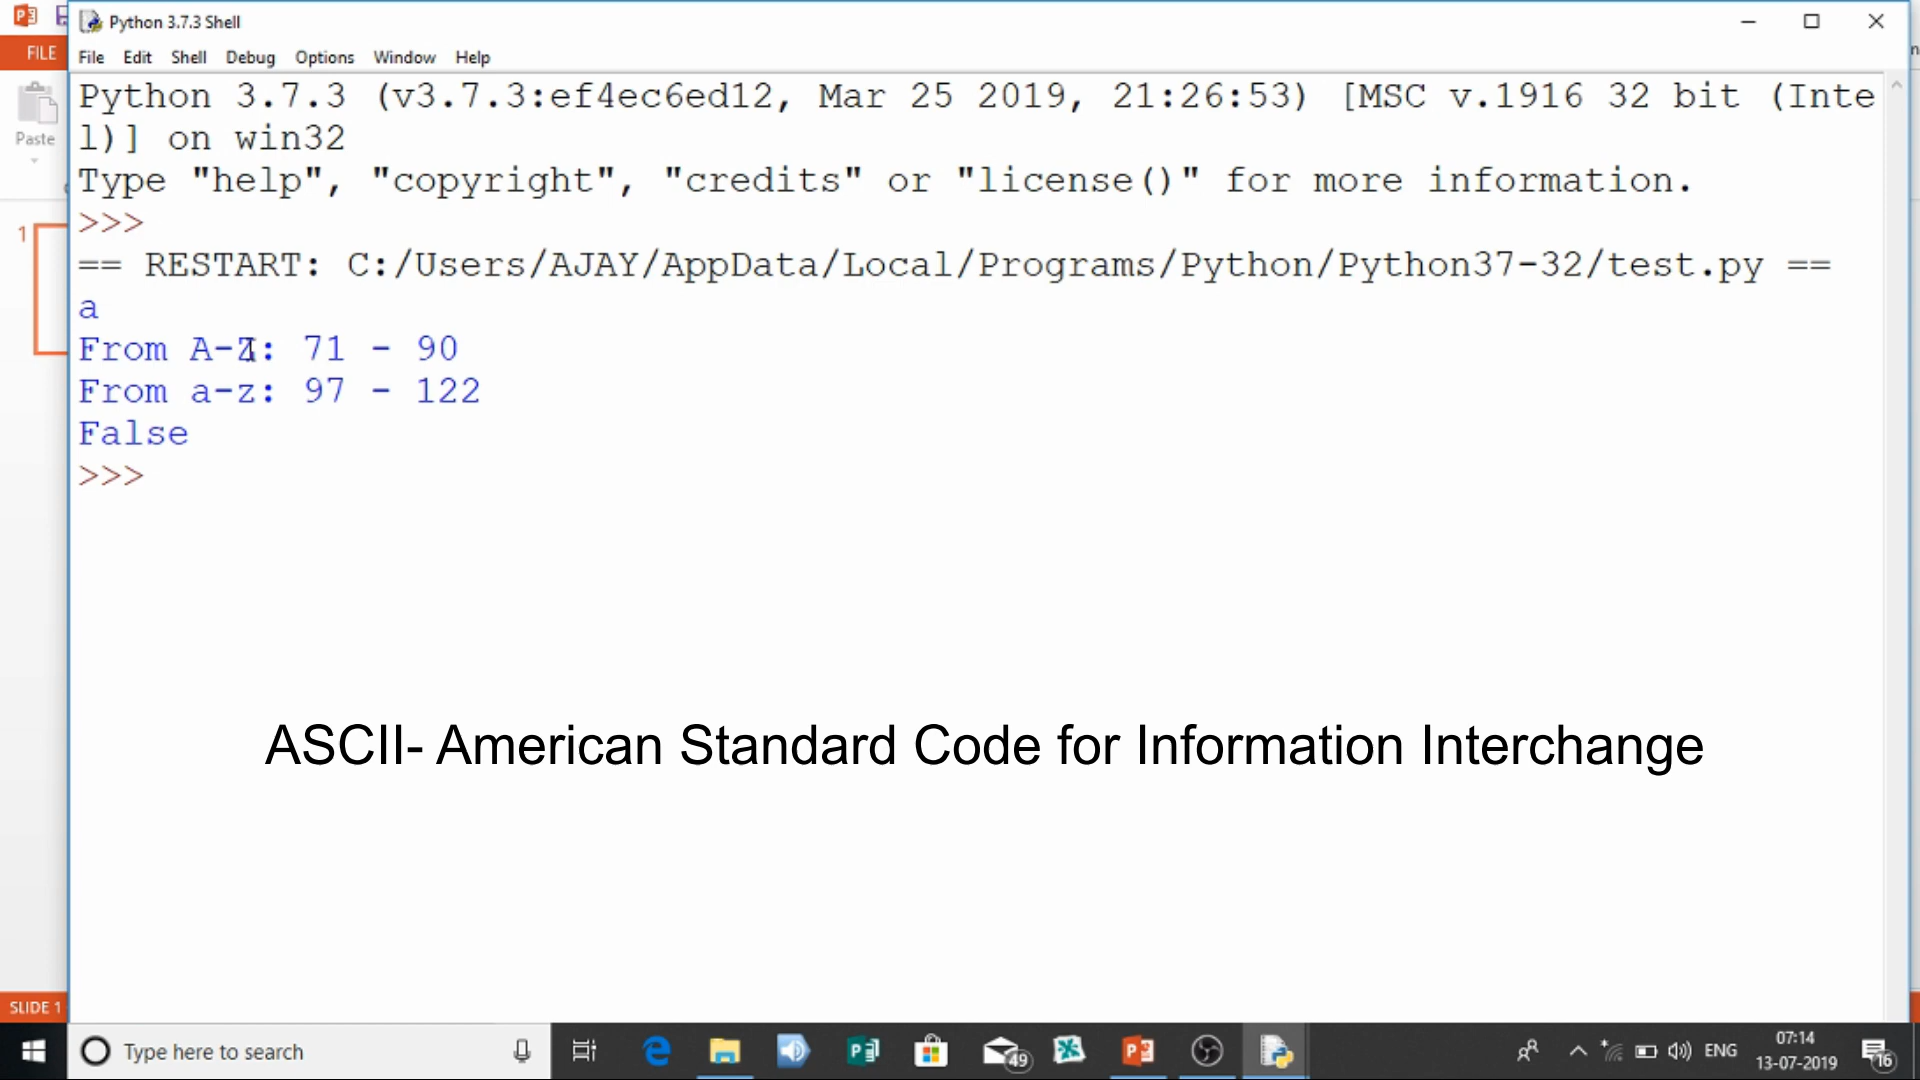 Python 3.7.3 Shell
FILE
File Edit Shell Debug Options Window Help
Paste
Python 3.7.3 (v3.7.3:ef4ec6ed12, Mar 25 2019, 21:26:53) [MSC v.1916 32 bit (Inte
l)] on win32
Type "help", "copyright", "credits" or "license()" for more information.
>>>
1
== RESTART: C:/Users/AJAY/AppData/Local/Programs/Python/Python37-32/test.py ==
a
From A-Z: 71 - 90
From a-z: 97 - 122
False
>>>
ASCII- American Standard Code for Information Interchange
SLIDE 1
Type here to search
49
ENG
07:14
13-07-2019
16